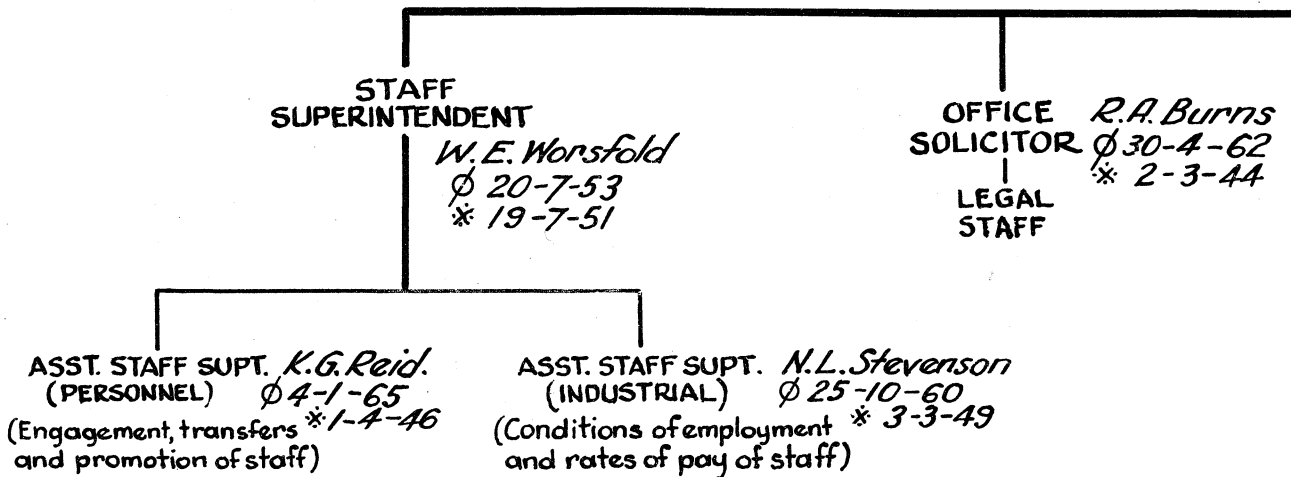 STAFF
SUPERINTENDENT
W.E. Worsfold
φ 20-7-53
※ 19-7-51
OFFICE R.A. Burns
SOLICITOR φ 30-4-62
※ 2-3-44
LEGAL
STAFF
ASST. STAFF SUPT. K.G. Reid.
(PERSONNEL) φ 4-1-65
(Engagement, transfers ※ 1-4-46
and promotion of staff)
ASST. STAFF SUPT. N.L. Stevenson
(INDUSTRIAL) φ 25-10-60
(Conditions of employment ※ 3-3-49
and rates of pay of staff)